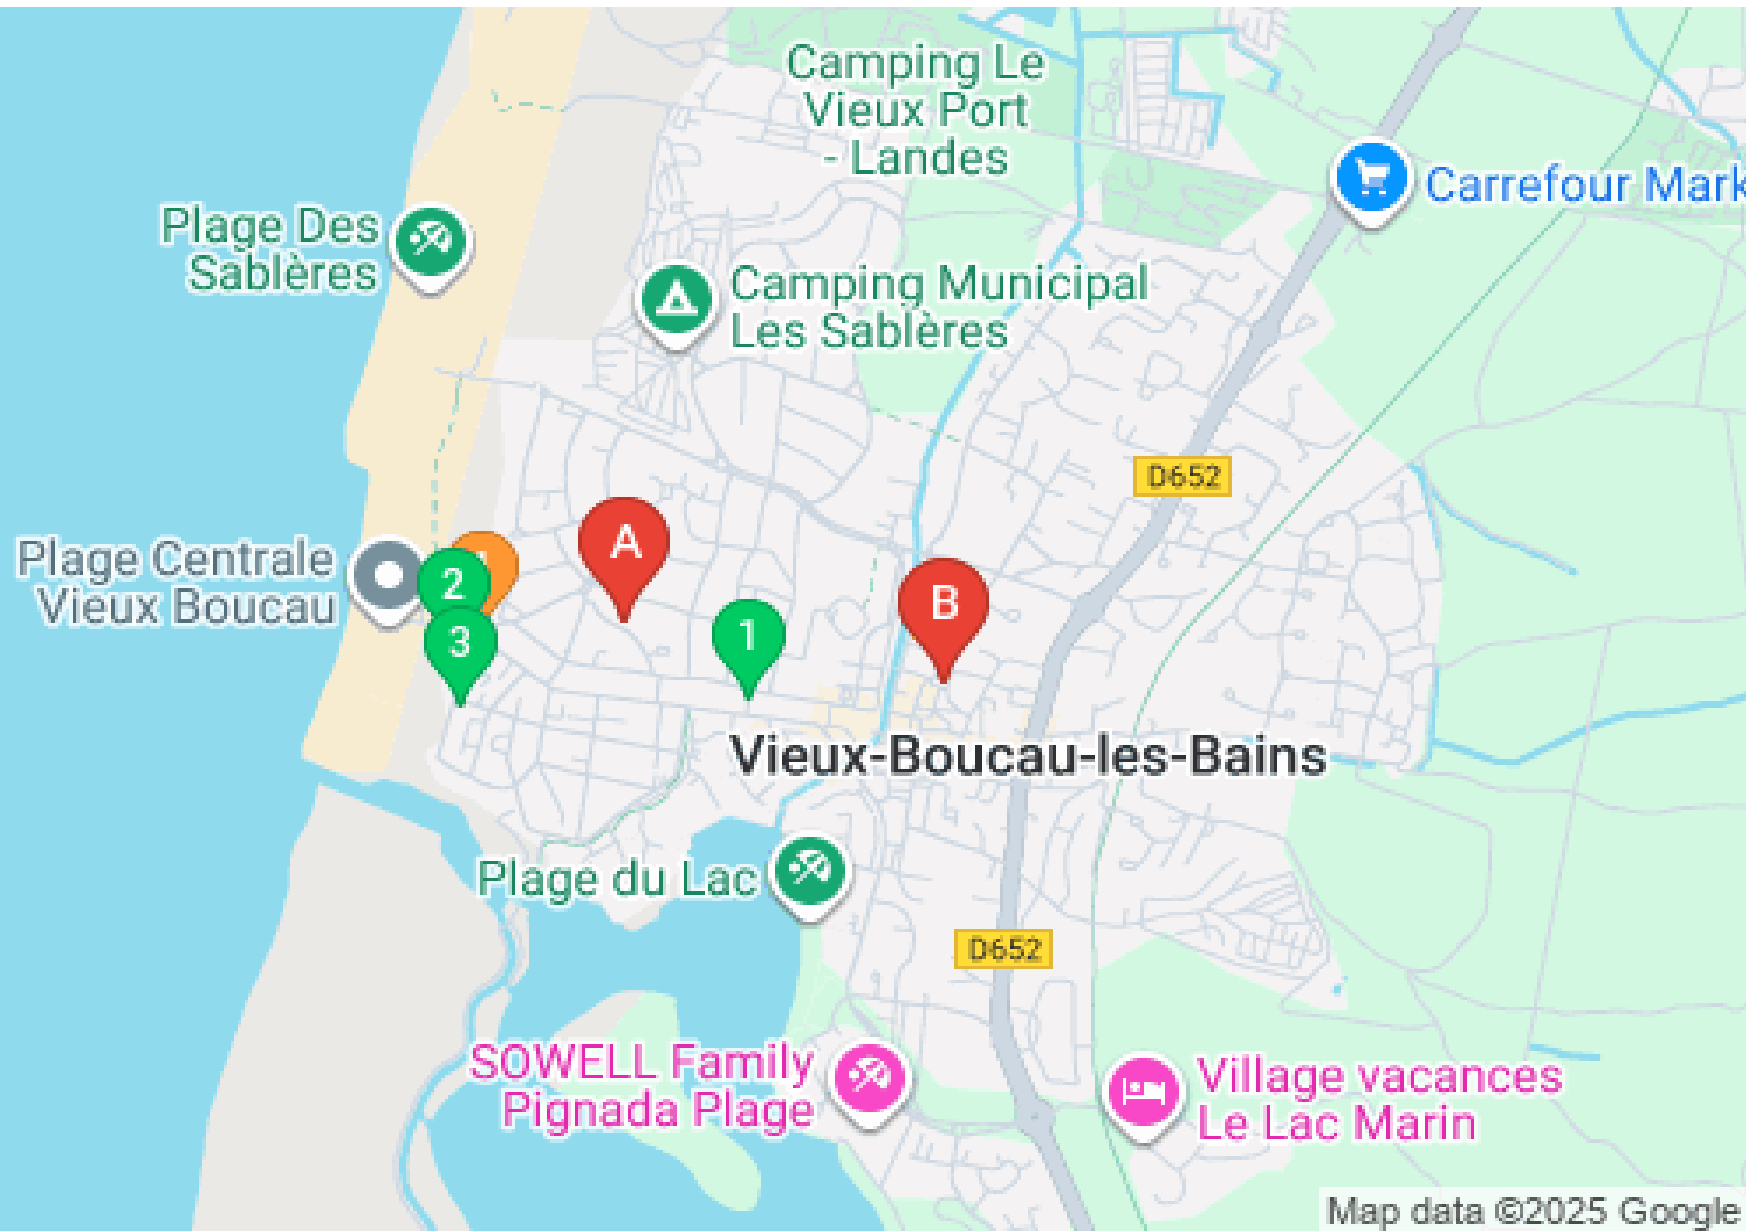 Camping Le
Vieux Port
- Landes
Carrefour Mark
Plage Des
Sablères
Camping Municipal
Les Sablères
D652
A
Plage Centrale
Vieux Boucau
2
1
B
3
Vieux-Boucau-les-Bains
Plage du Lac
D652
SOWELL Family
Pignada Plage
Village vacances
Le Lac Marin
Map data ©2025 Google